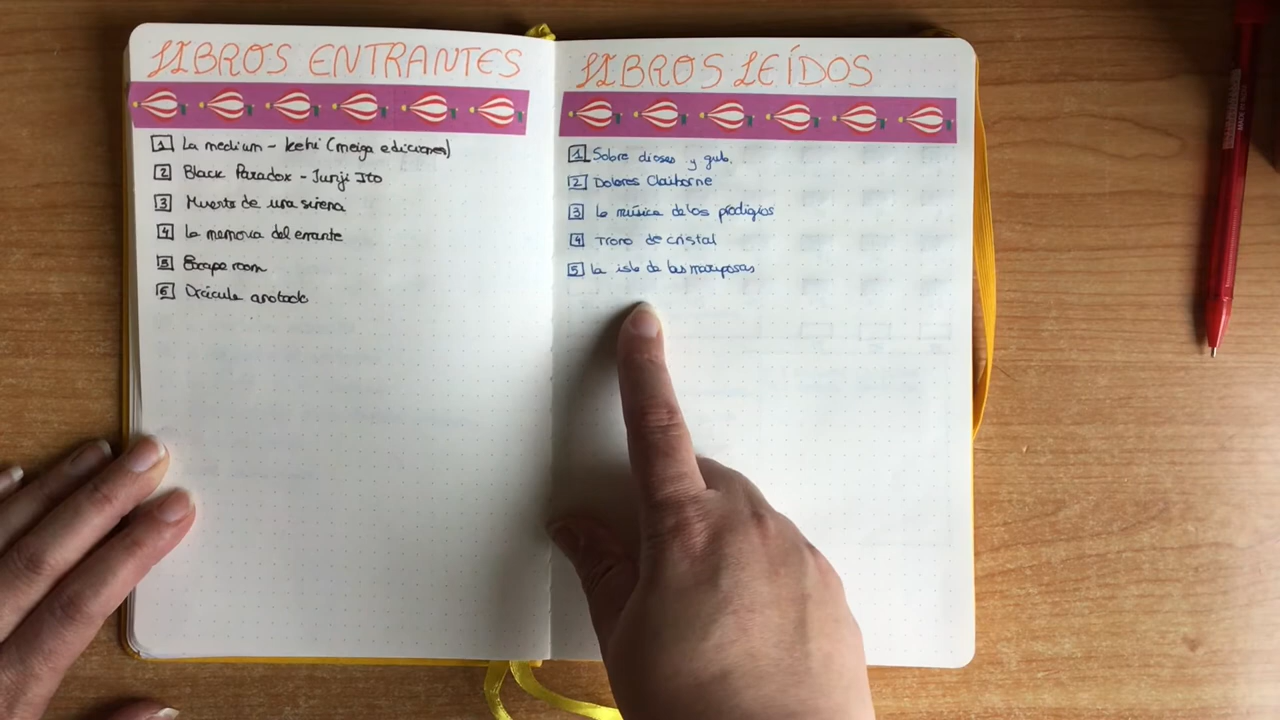 LIBROS ENTRANTES
1 La medium - Kehi (meiga ediciones)
2 Black Paradox - Junji Ito
3 Muerte de una sirena
4 La memoria del errante
5 Escape room
6 Drácula anotado
LIBROS LEÍDOS
1 Sobre dioses y gub.
2 Dolores Claiborne
3 La música de los prodigios
4 Trono de cristal
5 La isla de las mariposas